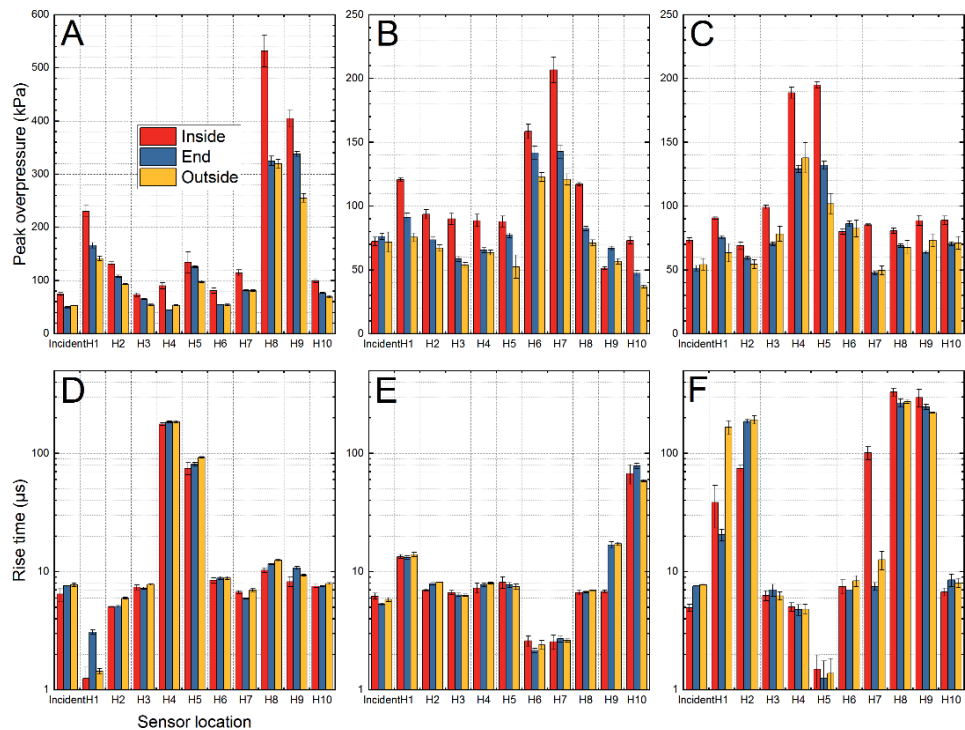 A
B
C
Peak overpressure (kPa)
600
500
400
300
200
100
0
Inside
End
Outside
250
200
150
100
50
0
250
200
150
100
50
0
Incident H1 H2 H3 H4 H5 H6 H7 H8 H9 H10
Incident H1 H2 H3 H4 H5 H6 H7 H8 H9 H10
Incident H1 H2 H3 H4 H5 H6 H7 H8 H9 H10
D
E
F
Rise time (μs)
100
10
1
100
10
1
100
10
1
Incident H1 H2 H3 H4 H5 H6 H7 H8 H9 H10
Incident H1 H2 H3 H4 H5 H6 H7 H8 H9 H10
Incident H1 H2 H3 H4 H5 H6 H7 H8 H9 H10
Sensor location